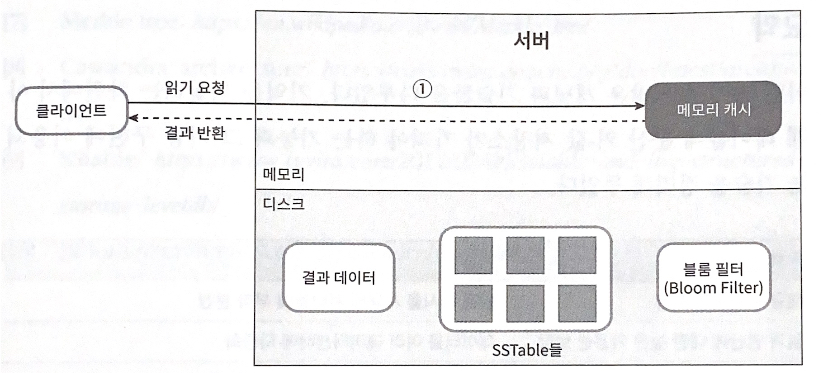 서버
읽기 요청
①
클라이언트
메모리 캐시
결과 반환
메모리
디스크
결과 데이터
블룸 필터
(Bloom Filter)
SSTable들